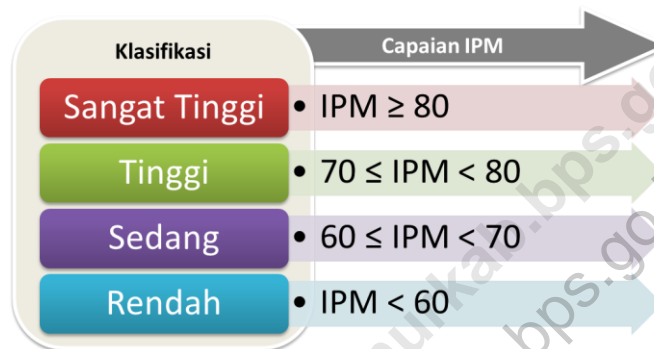 Klasifikasi
Capaian IPM
Sangat Tinggi
• IPM ≥ 80
Tinggi
• 70 ≤ IPM < 80
Sedang
• 60 ≤ IPM < 70
Rendah
• IPM < 60